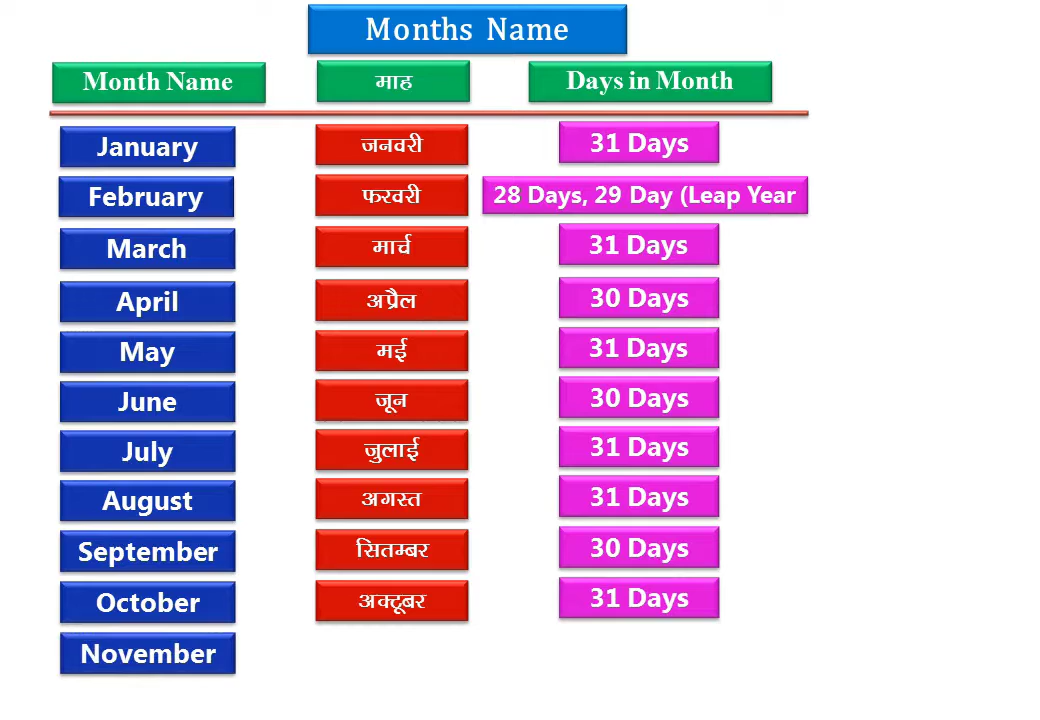 Months Name
Month Name माह Days in Month
January जनवरी 31 Days
February फरवरी 28 Days, 29 Day (Leap Year
March मार्च 31 Days
April अप्रैल 30 Days
May मई 31 Days
June जून 30 Days
July जुलाई 31 Days
August अगस्त 31 Days
September सितम्बर 30 Days
October अक्टूबर 31 Days
November